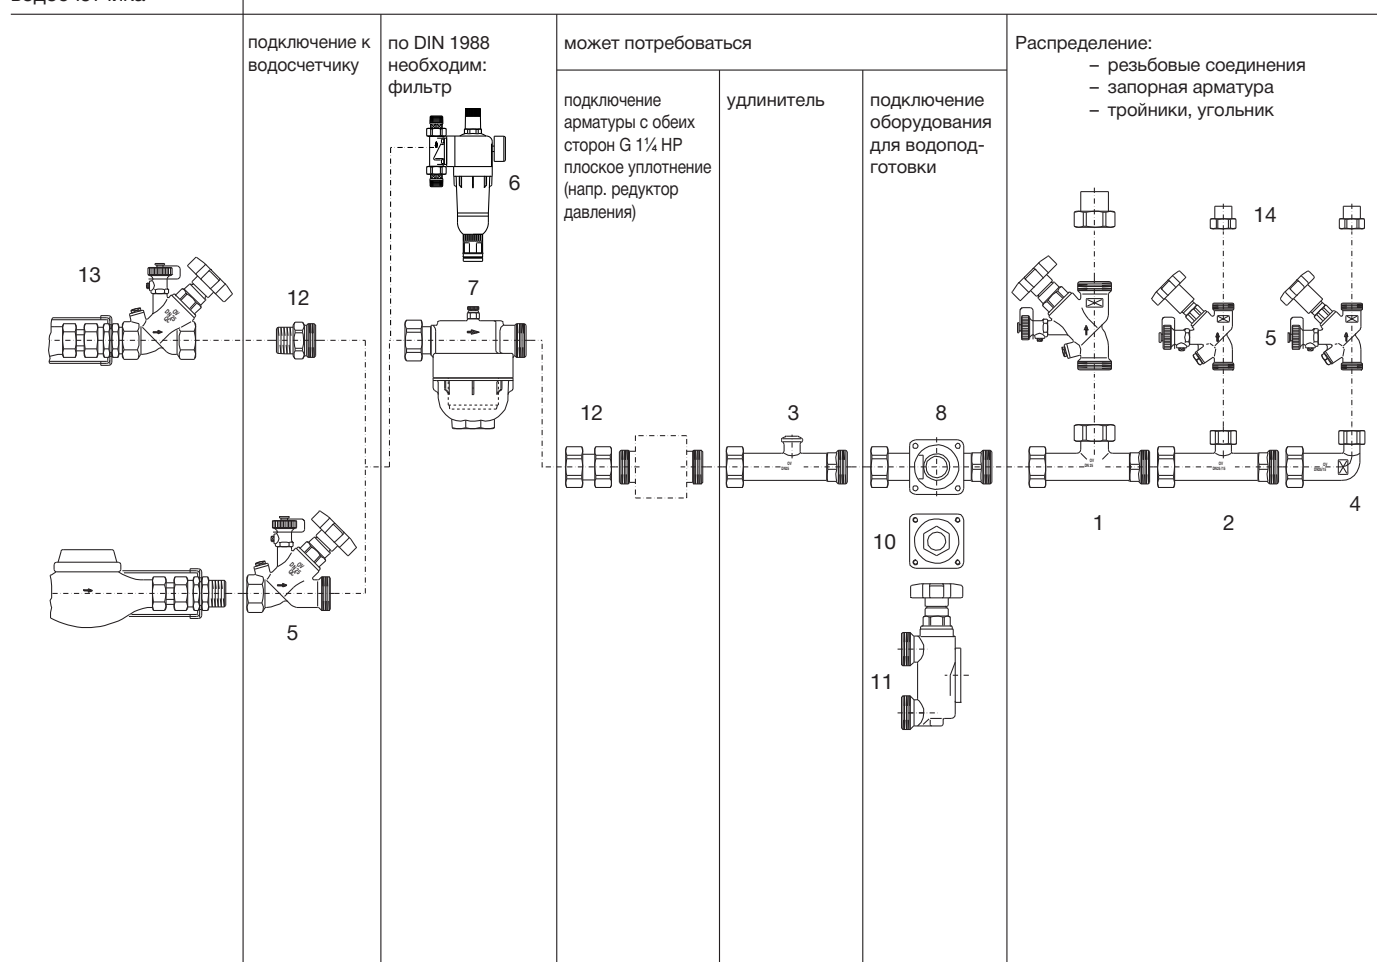 водосчетчика
подключение к
водосчетчику
по DIN 1988
необходим:
фильтр
может потребоваться
подключение
арматуры с обеих
сторон G 1¼ НР
плоское уплотнение
(напр. редуктор
давления)
удлинитель
подключение
оборудования
для водопод-
готовки
Распределение:
– резьбовые соединения
– запорная арматура
– тройники, угольник
6
14
13
12
7
5
12
3
8
1
2
4
10
5
11